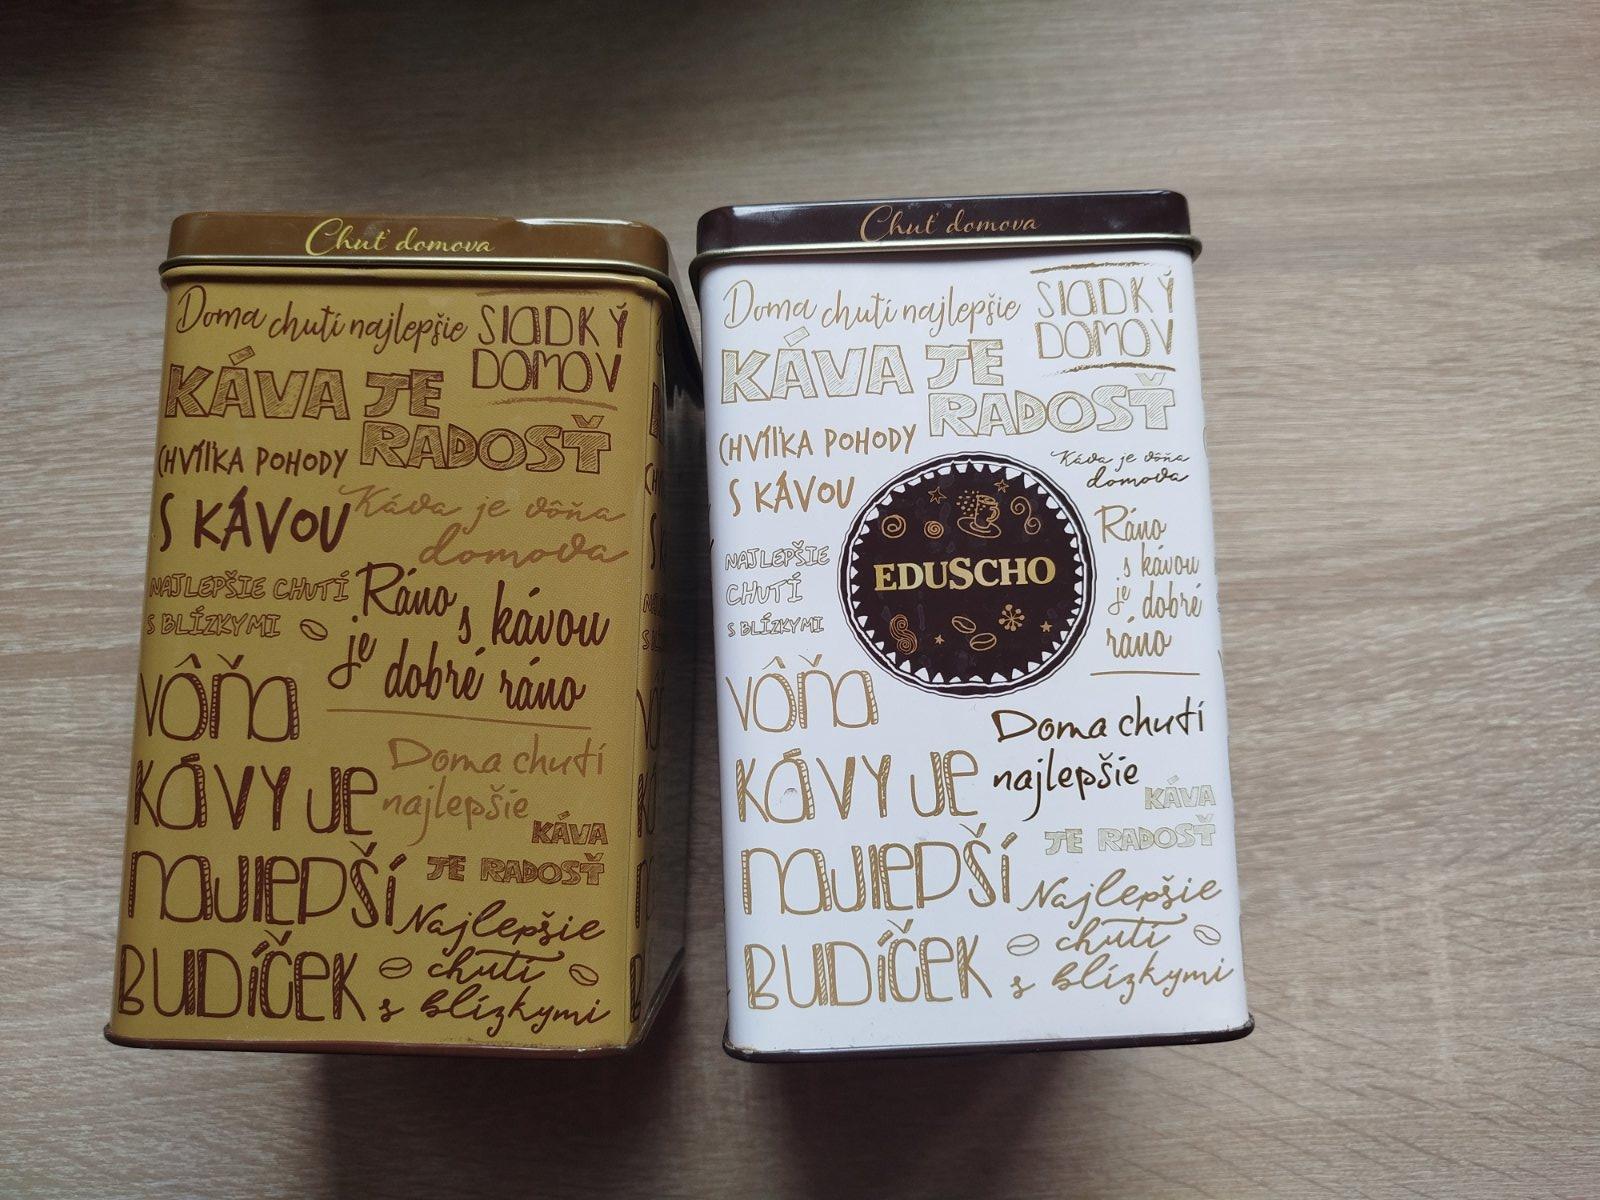 Chuť domova
Doma chutí najlepšie
SlADKÝ
DOMOV
KÁVA JE
RADOSŤ
CHVÍľKA POHODY
S KÁVOU
Káva je vôňa
domova
NAJLEPŠIE CHUTÍ
S BLÍZKYMI
Ráno s kávou
je dobré ráno
VÔŇA
KÁVY JE
NAJlEPŠÍ
BUDÍČEK
Doma chutí
najlepšie
KÁVA
JE RADOSŤ
Najlepšie
chutí
s blízkymi
Chuť domova
Doma chutí najlepšie
SlADKÝ
DOMOV
KÁVA JE
RADOSŤ
CHVÍľKA POHODY
S KÁVOU
Káva je vôňa
domova
EDUSCHO
NAJLEPŠIE
CHUTÍ
S BLÍZKYMI
Ráno
s kávou
je dobré
ráno
VÔŇA
KÁVY JE
NAJlEPŠÍ
BUDÍČEK
Doma chutí
najlepšie
KÁVA
JE RADOSŤ
Najlepšie
chutí
s blízkymi